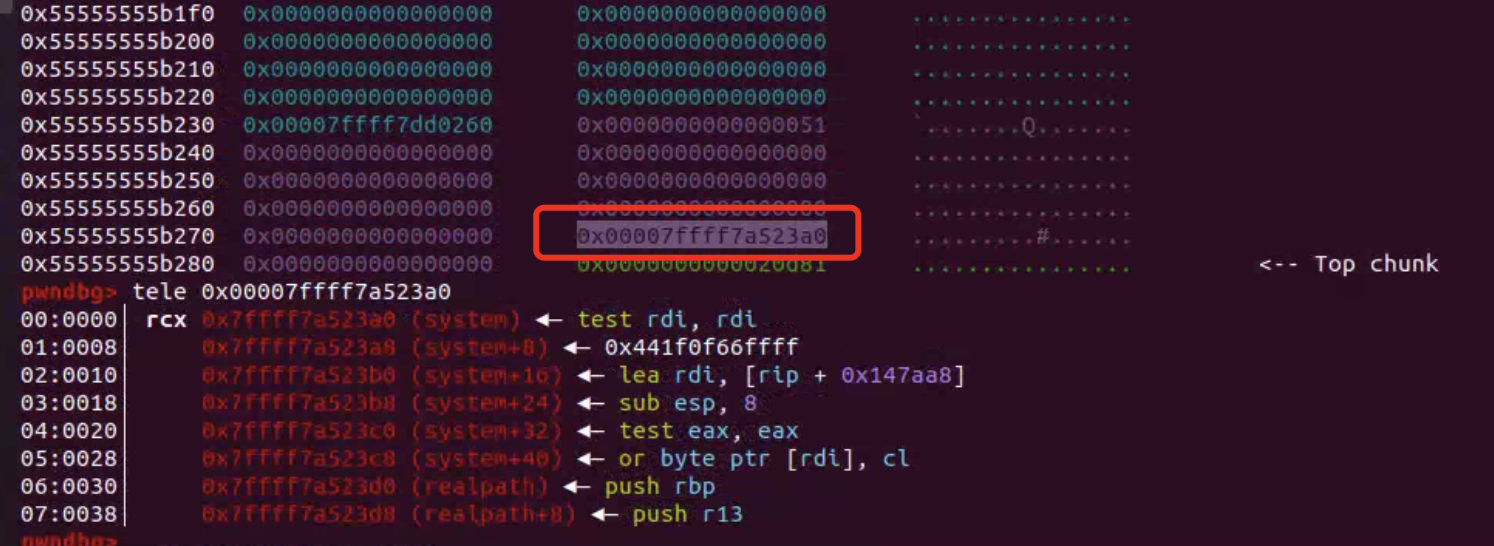 0x55555555b1f0 0x0000000000000000 0x0000000000000000 ................
0x55555555b200 0x0000000000000000 0x0000000000000000 ................
0x55555555b210 0x0000000000000000 0x0000000000000000 ................
0x55555555b220 0x0000000000000000 0x0000000000000000 ................
0x55555555b230 0x00007ffff7dd0260 0x0000000000000051 `.......Q.......
0x55555555b240 0x0000000000000000 0x0000000000000000 ................
0x55555555b250 0x0000000000000000 0x0000000000000000 ................
0x55555555b260 0x0000000000000000 0x0000000000000000 ................
0x55555555b270 0x0000000000000000 0x00007ffff7a523a0 .........#......
0x55555555b280 0x0000000000000000 0x0000000000020d81 ................ <-- Top chunk
pwndbg> tele 0x00007ffff7a523a0
00:0000│ rcx 0x7ffff7a523a0 (system) ◂— test rdi, rdi
01:0008│ 0x7ffff7a523a8 (system+8) ◂— 0x441f0f66ffff
02:0010│ 0x7ffff7a523b0 (system+16) ◂— lea rdi, [rip + 0x147aa8]
03:0018│ 0x7ffff7a523b8 (system+24) ◂— sub esp, 8
04:0020│ 0x7ffff7a523c0 (system+32) ◂— test eax, eax
05:0028│ 0x7ffff7a523c8 (system+40) ◂— or byte ptr [rdi], cl
06:0030│ 0x7ffff7a523d0 (realpath) ◂— push rbp
07:0038│ 0x7ffff7a523d8 (realpath+8) ◂— push r13
pwndbg>